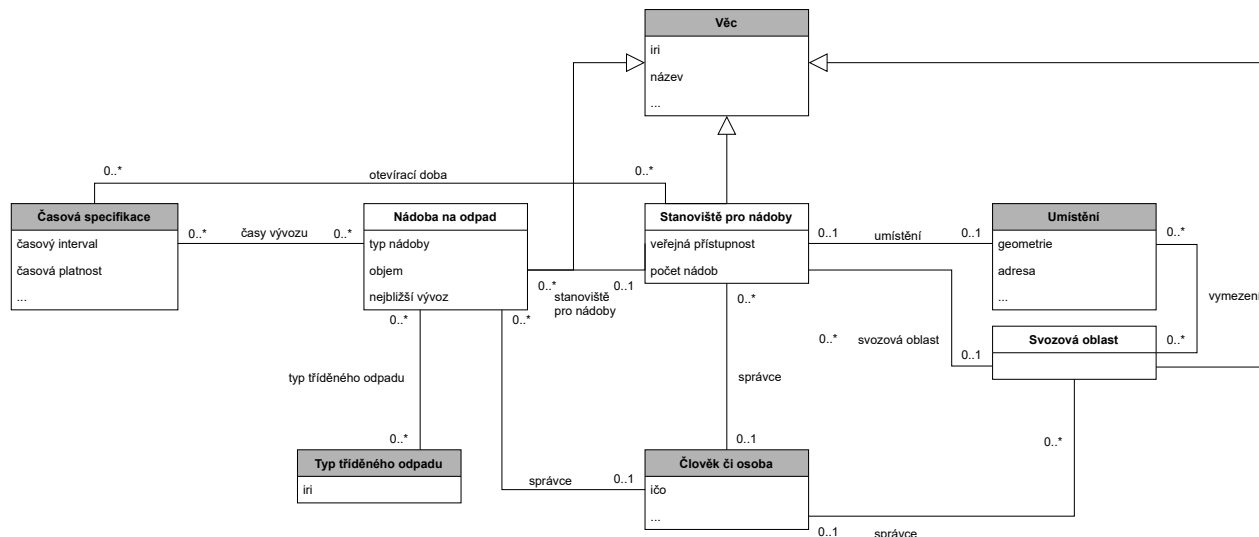 Věc
iri
název
...
0..*
otevírací doba
0..*
Časová specifikace
časový interval
časová platnost
...
0..*
časy vývozu
0..*
Nádoba na odpad
typ nádoby
objem
nejbližší vývoz
0..*
stanoviště
pro nádoby
0..1
Stanoviště pro nádoby
veřejná přístupnost
počet nádob
0..1
umístění
0..1
Umístění
geometrie
adresa
...
0..*
vymezení
0..*
Svozová oblast
0..*
svozová oblast
0..1
0..*
0..*
0..*
typ tříděného odpadu
0..*
správce
0..1
0..*
Typ tříděného odpadu
iri
správce
0..1
Člověk či osoba
ičo
...
0..1
správce